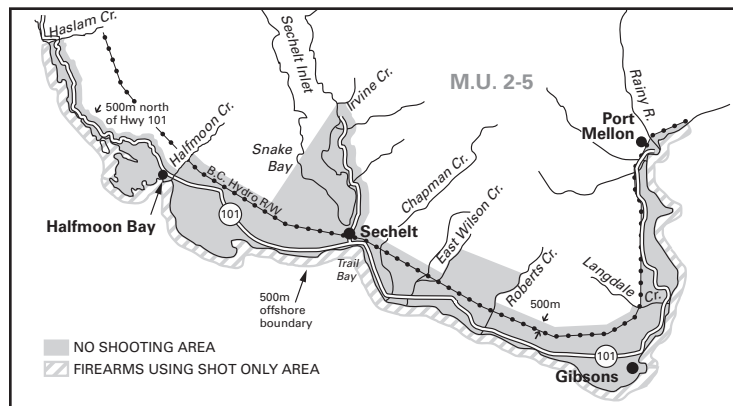 Haslam Cr.
500m north
of Hwy 101
Halfmoon Cr.
Sechelt Inlet
Irvine Cr.
M.U. 2-5
Rainy R.
Port
Mellon
Snake
Bay
B.C. Hydro R/W
Chapman Cr.
Halfmoon Bay
101
Sechelt
East Wilson Cr.
Trail
Bay
Roberts Cr.
Langdale
Cr.
500m
offshore
boundary
500m
101
Gibsons
NO SHOOTING AREA
FIREARMS USING SHOT ONLY AREA